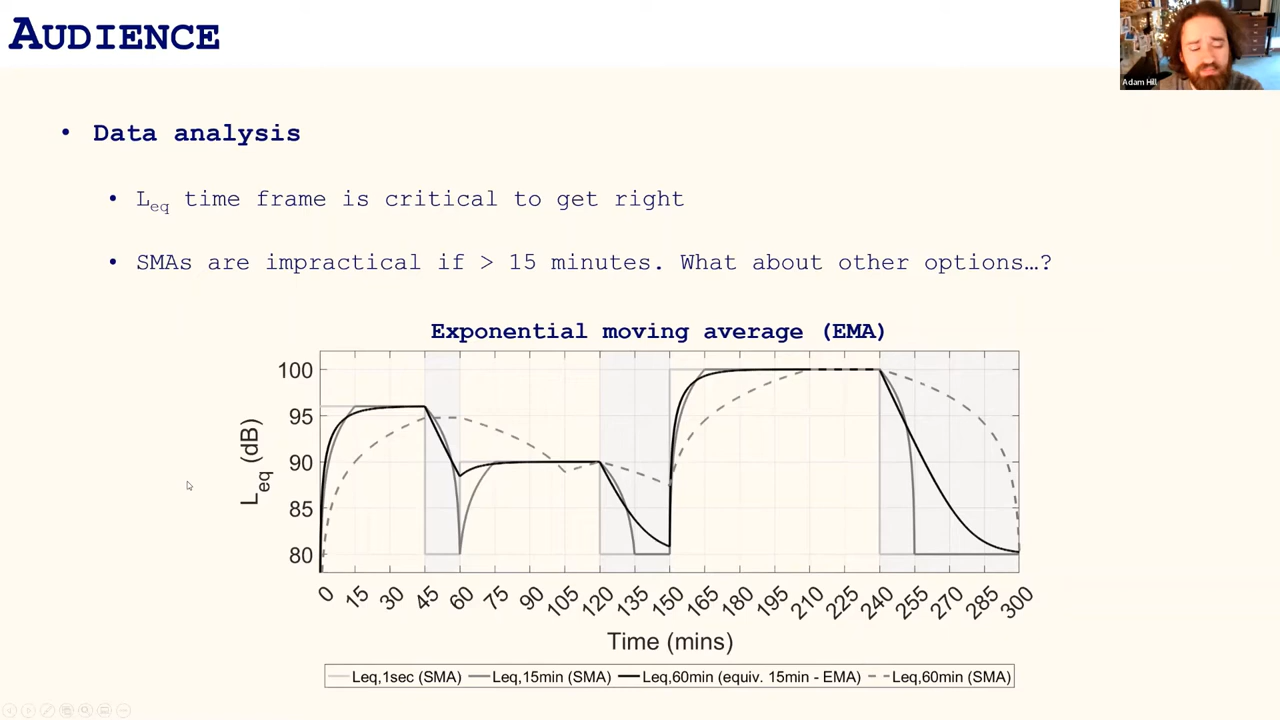 AUDIENCE
Adam Hill
• Data analysis
• Leq time frame is critical to get right
• SMAs are impractical if > 15 minutes. What about other options…?
Exponential moving average (EMA)
100
95
90
85
80
Leq (dB)
0 15 30 45 60 75 90 105 120 135 150 165 180 195 210 225 240 255 270 285 300
Time (mins)
Leq,1sec (SMA) Leq,15min (SMA) Leq,60min (equiv. 15min - EMA) Leq,60min (SMA)